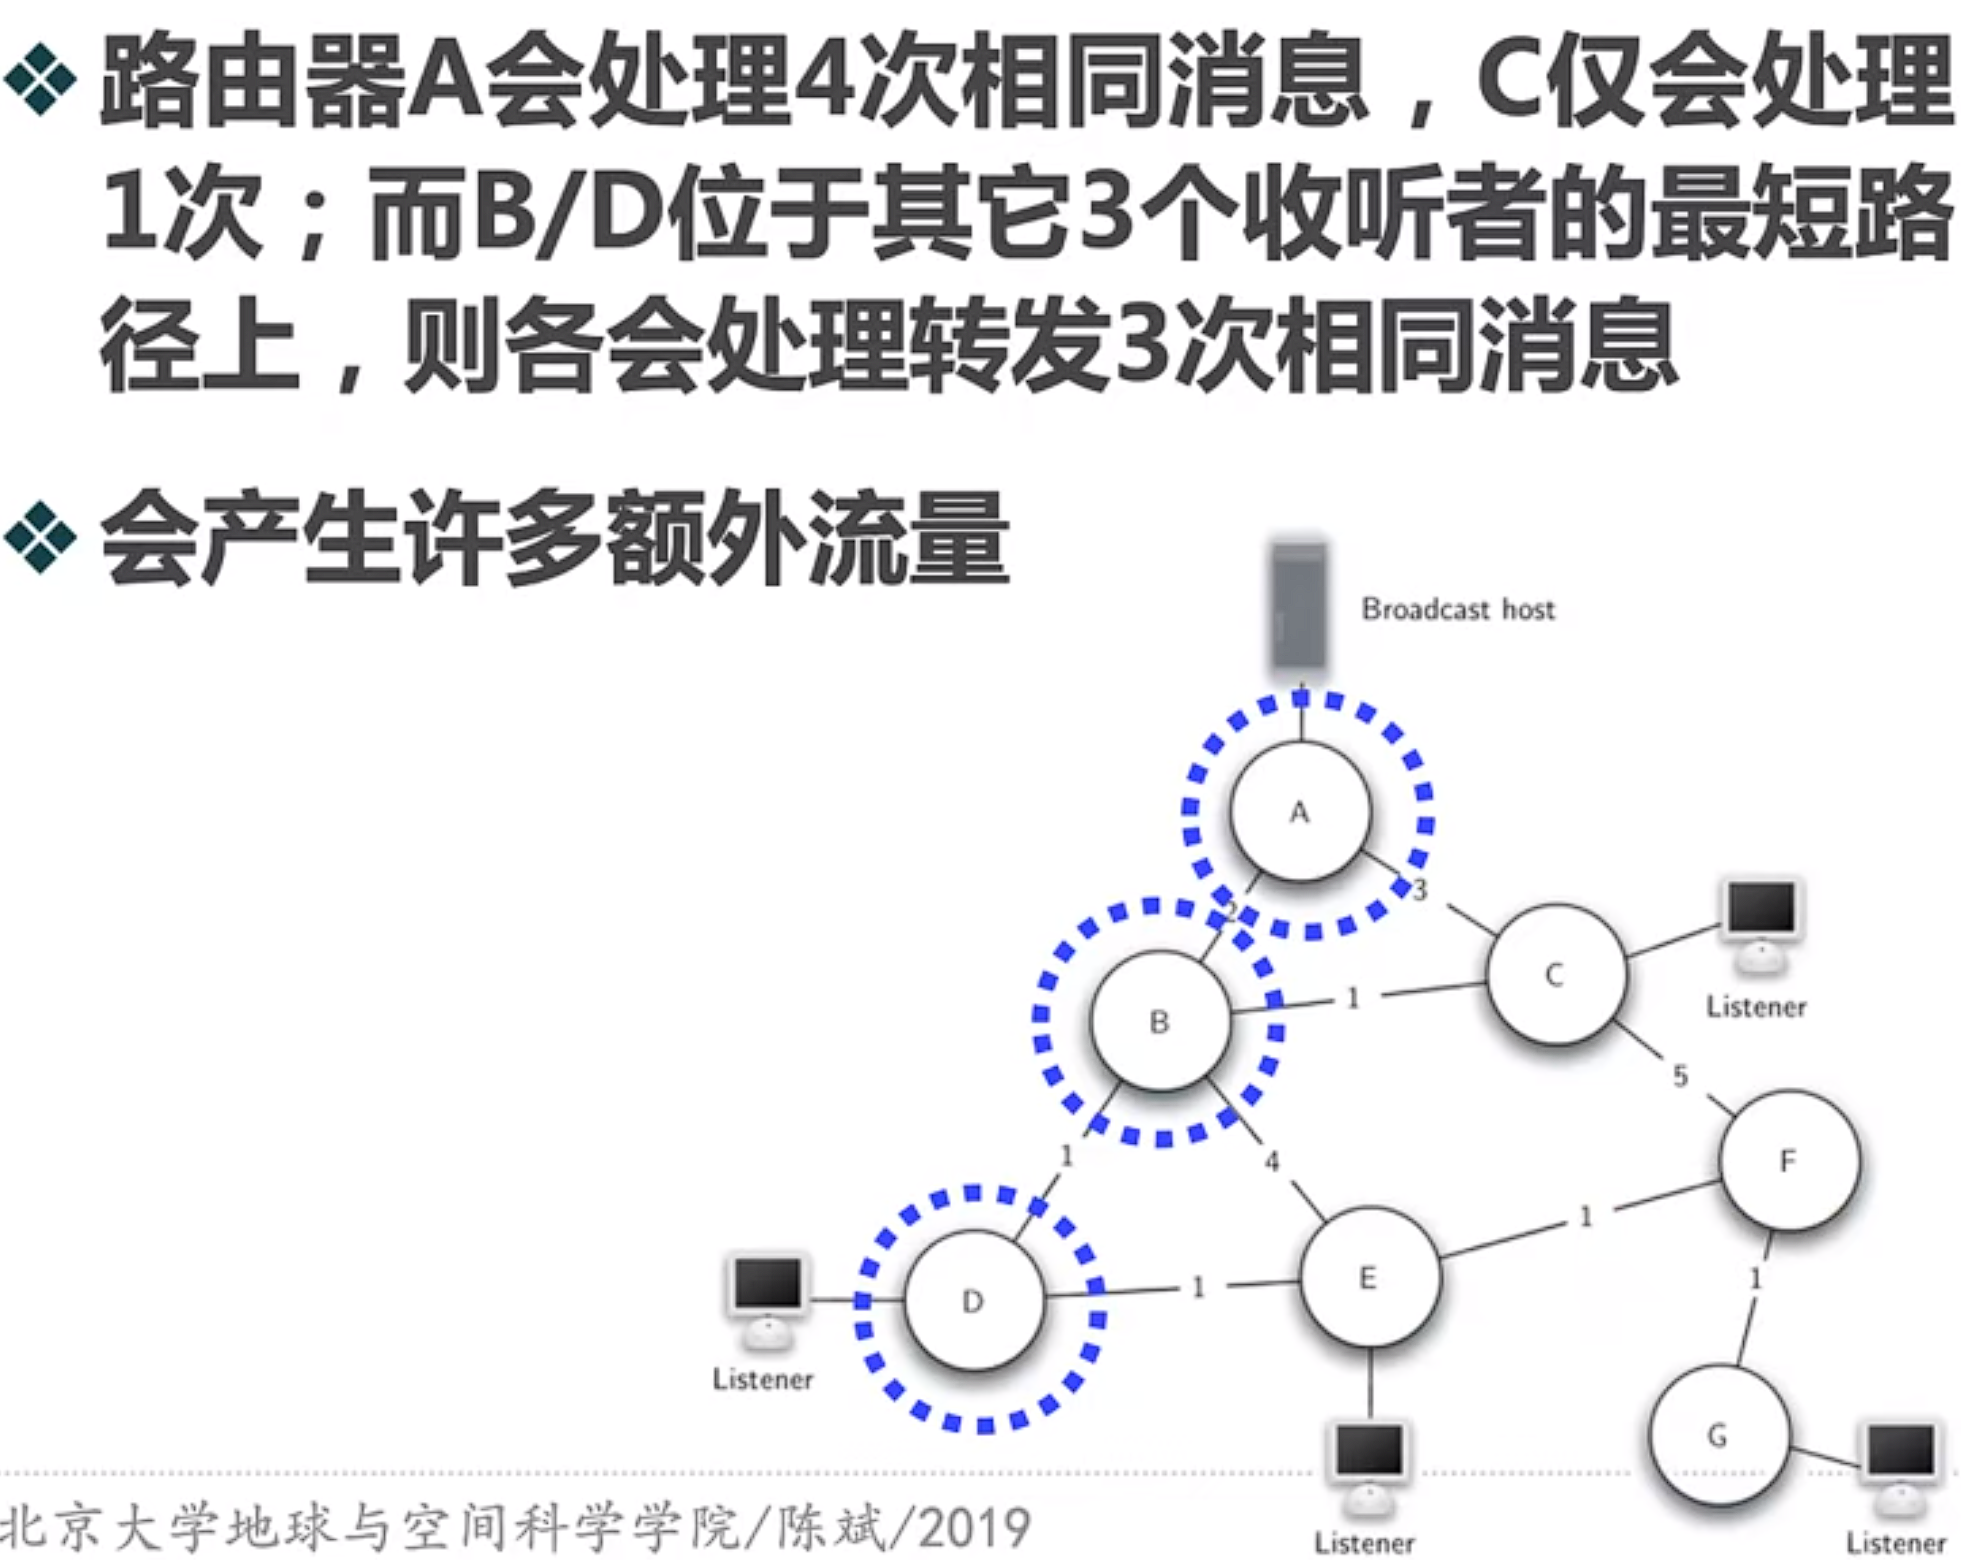 路由器A会处理4次相同消息，C仅会处理
1次；而B/D位于其它3个收听者的最短路
径上，则各会处理转发3次相同消息
会产生许多额外流量
Broadcast host
A
3
2
C
B
1
Listener
5
1
4
F
1
D
1
E
1
Listener
G
北京大学地球与空间科学学院/陈斌/2019
Listener
Listener